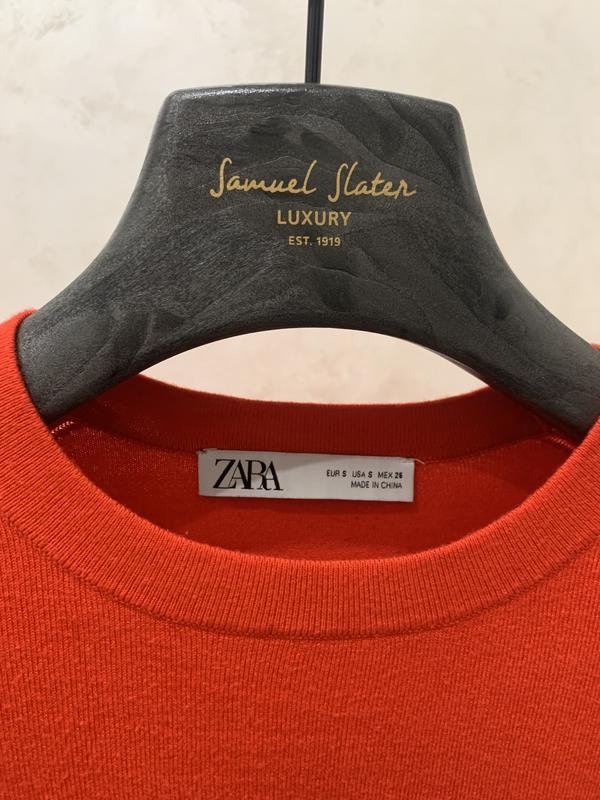 Samuel Slater
LUXURY
EST. 1919
ZARA
EUR S USA S MEX 26
MADE IN CHINA